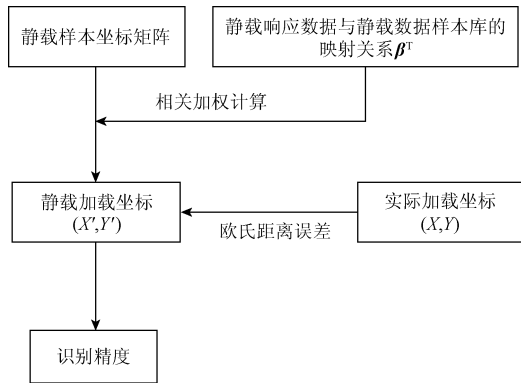 静载样本坐标矩阵
静载响应数据与静载数据样本库的
映射关系βᵀ
相关加权计算
静载加载坐标
(X′,Y′)
欧氏距离误差
实际加载坐标
(X,Y)
识别精度